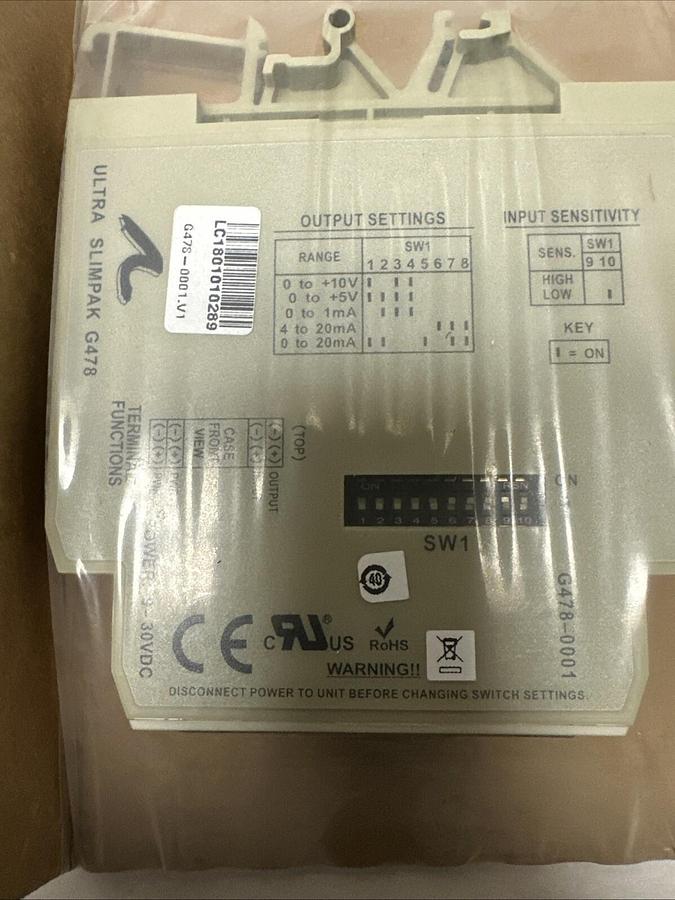 ULTRA SLIMPAK G478
LC1801010289
G478-0001.V1
OUTPUT SETTINGS
RANGE
SW1
1 2 3 4 5 6 7 8
0 to +10V
0 to +5V
0 to 1mA
4 to 20mA
0 to 20mA
INPUT SENSITIVITY
SENS.
SW1
9 10
HIGH
LOW
KEY
I = ON
TERMINAL
FUNCTIONS
(TOP)
(-)(+) OUTPUT
(-)(+)
CASE
FRONT
VIEW
(-)(+)
(-)(+)
POWER: 9-30VDC
ON
ON
1 2 3 4 5 6 7 8 9 10
SW1
40
G478-0001
CE
C RU US
RoHS
WARNING!!
DISCONNECT POWER TO UNIT BEFORE CHANGING SWITCH SETTINGS.